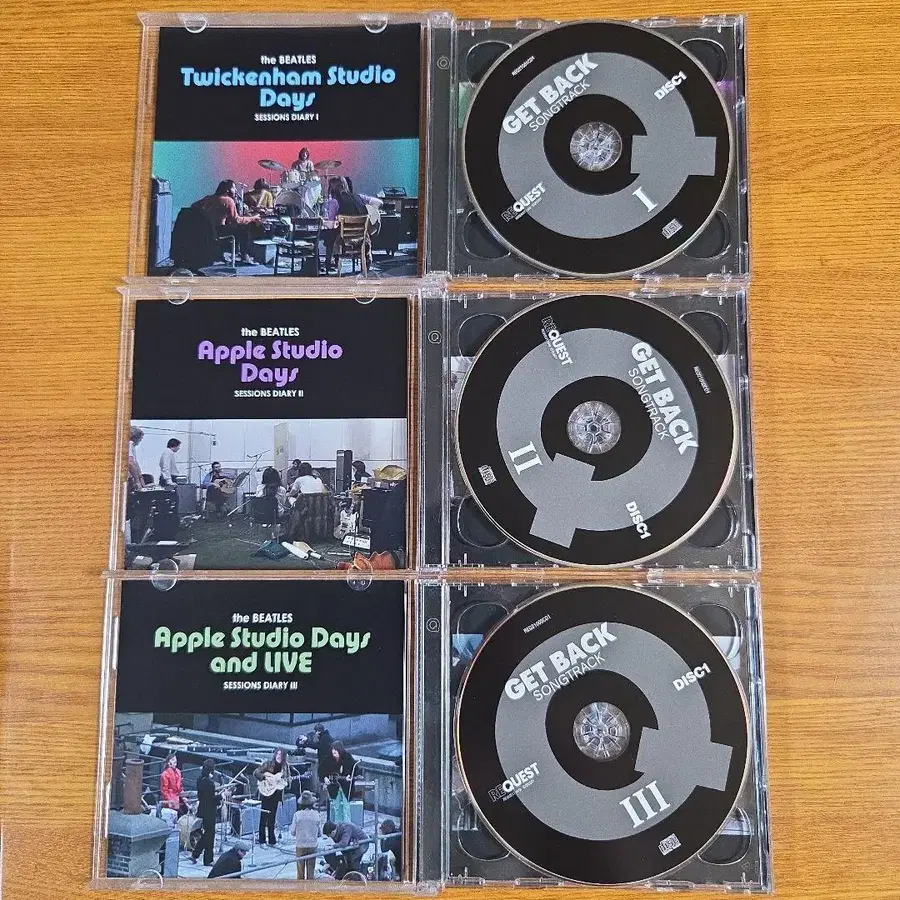 the BEATLES
Twickenham Studio
Days
SESSIONS DIARY I
GET BACK
SONGTRACK
DISC1
REQUEST
I
the BEATLES
Apple Studio
Days
SESSIONS DIARY II
REQUEST
GET BACK
SONGTRACK
II
DISC1
the BEATLES
Apple Studio Days
and LIVE
SESSIONS DIARY III
GET BACK
SONGTRACK
DISC1
REQUEST
III